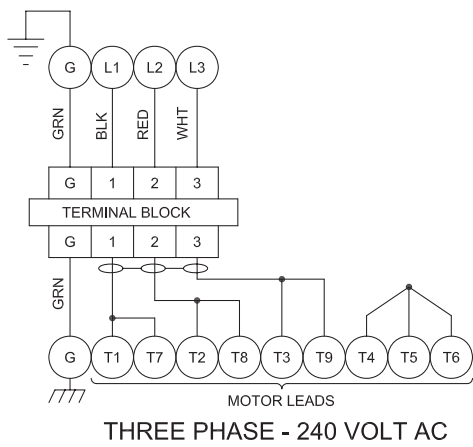 G L1 L2 L3
GRN BLK RED WHT
G 1 2 3
TERMINAL BLOCK
G 1 2 3
GRN
G T1 T7 T2 T8 T3 T9 T4 T5 T6
MOTOR LEADS
THREE PHASE - 240 VOLT AC